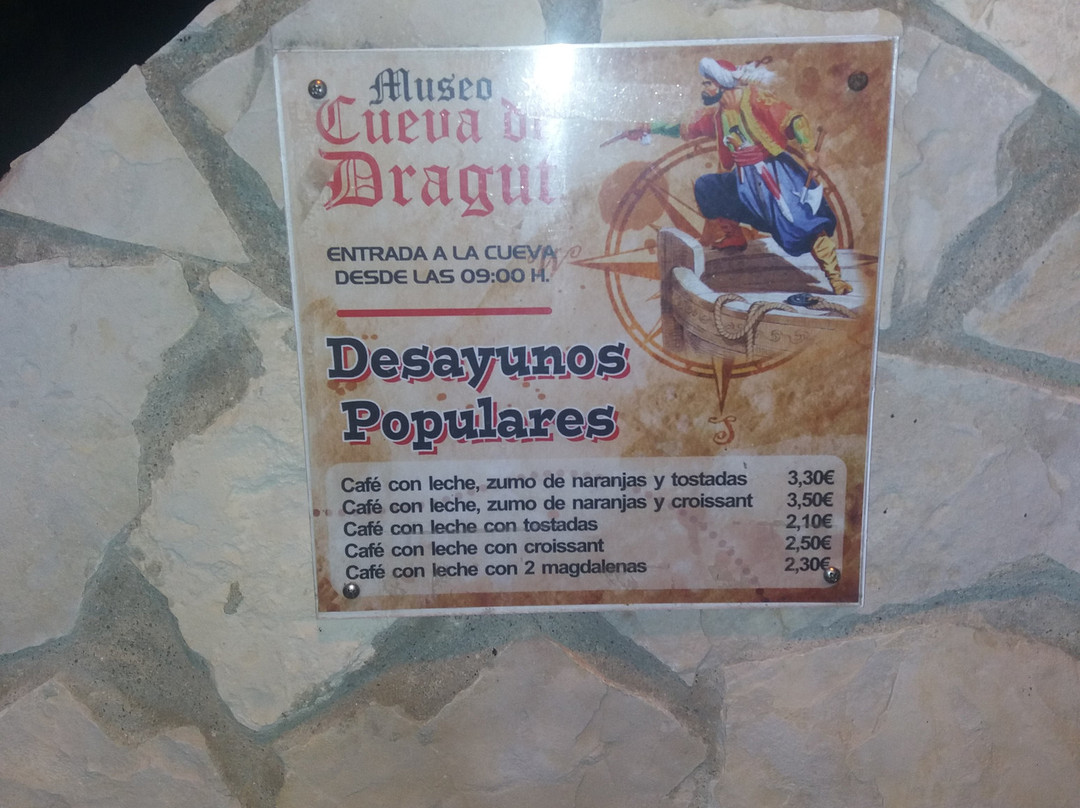 Museo
Cueva
Dragut
ENTRADA A LA CUEVA
DESDE LAS 09:00 H.
Desayunos
Populares
Café con leche, zumo de naranjas y tostadas 3,30€
Café con leche, zumo de naranjas y croissant 3,50€
Café con leche con tostadas 2,10€
Café con leche con croissant 2,50€
Café con leche con 2 magdalenas 2,30€
S